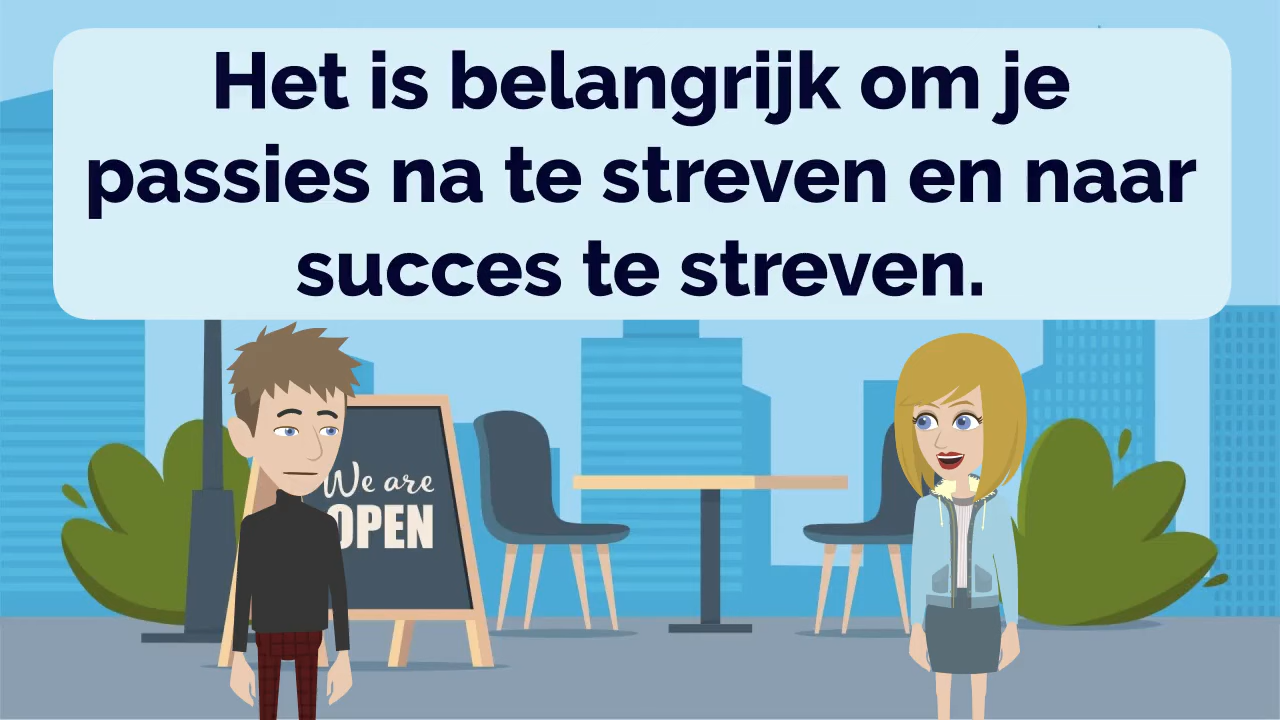 Het is belangrijk om je
passies na te streven en naar
succes te streven.
We are
OPEN